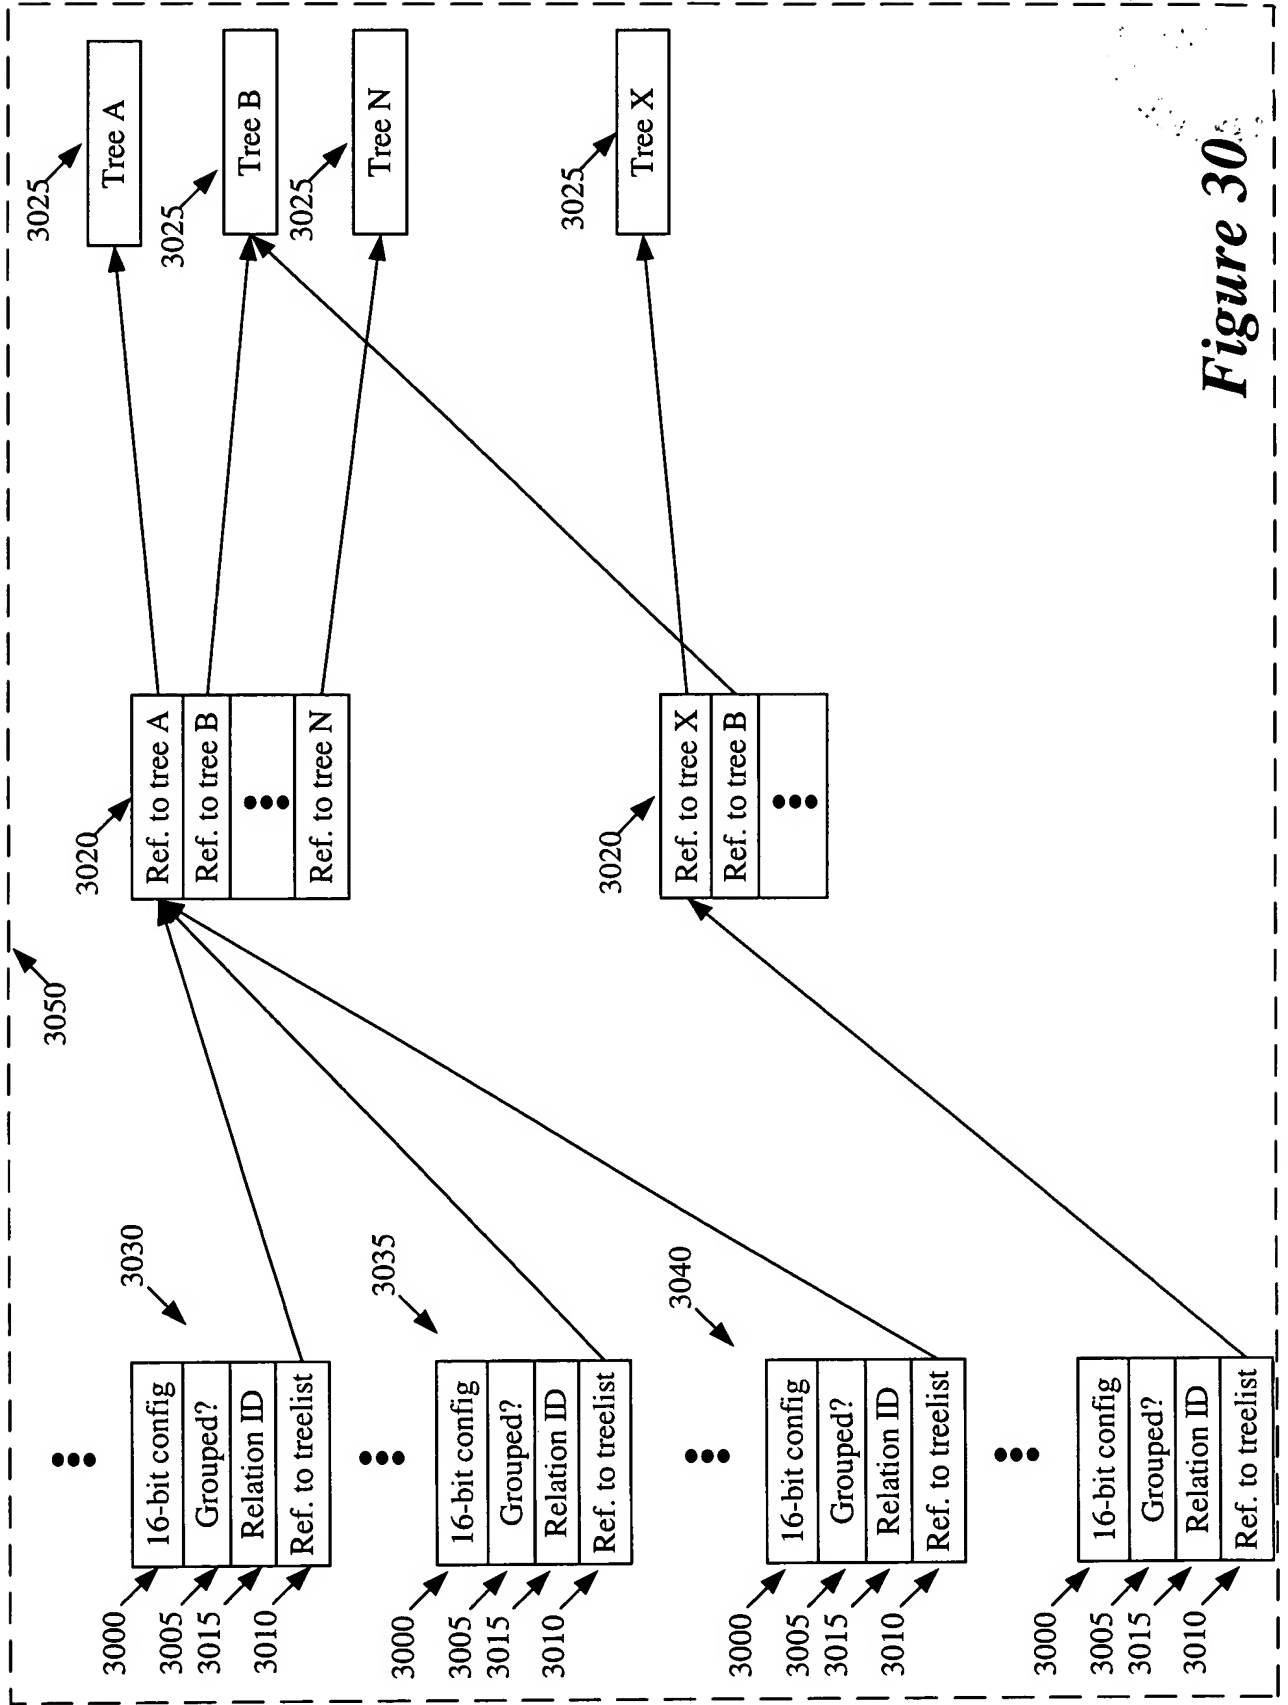 3050
3000
3005
3015
3010
16-bit config
Grouped?
Relation ID
Ref. to treelist
3030
3020
Ref. to tree A
Ref. to tree B
Ref. to tree N
3025
Tree A
3025
Tree B
3025
Tree N
3000
3005
3015
3010
16-bit config
Grouped?
Relation ID
Ref. to treelist
3035
3000
3005
3015
3010
16-bit config
Grouped?
Relation ID
Ref. to treelist
3040
3020
Ref. to tree X
Ref. to tree B
3025
Tree X
3000
3005
3015
3010
16-bit config
Grouped?
Relation ID
Ref. to treelist
Figure 30